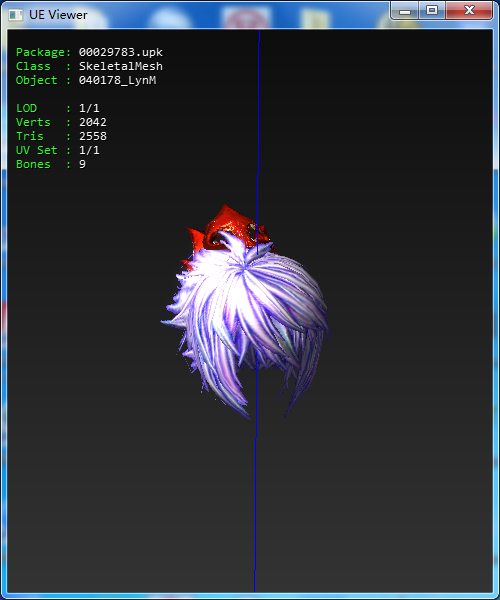 UE Viewer
Package: 00029783.upk
Class : SkeletalMesh
Object : 040178_LynM
LOD : 1/1
Verts : 2042
Tris : 2558
UV Set : 1/1
Bones : 9